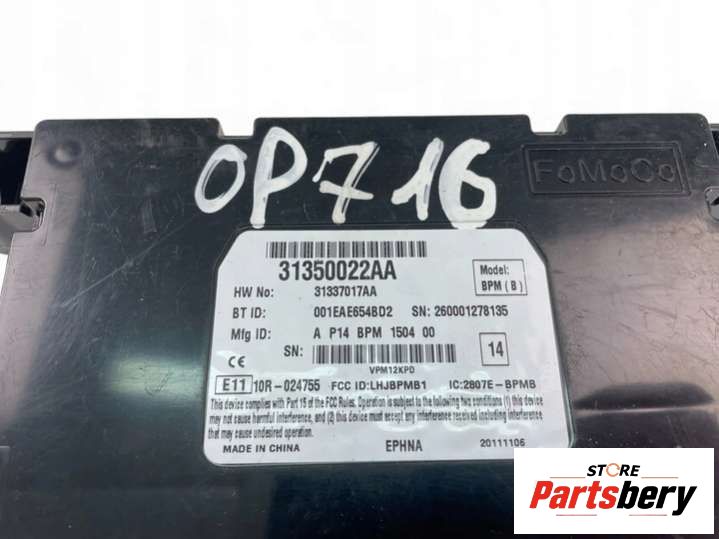 OP716
FoMoCo
31350022AA
Model:
BPM (B)
HW No: 31337017AA
BT ID: 001EAE654BD2 SN: 260001278135
Mfg ID: A P14 BPM 1504 00
SN:
VPM12KP0
14
CE
E11 10R-024755 FCC ID:LHJBPMB1 IC:2807E-BPMB
This device complies with Part 15 of the FCC Rules. Operation is subject to the following two conditions (1) this device
may not cause harmful interference, and (2) this device must accept any interference received including interference that
may cause undesired operation.
MADE IN CHINA EPHNA 20111106
STORE
Partsbery